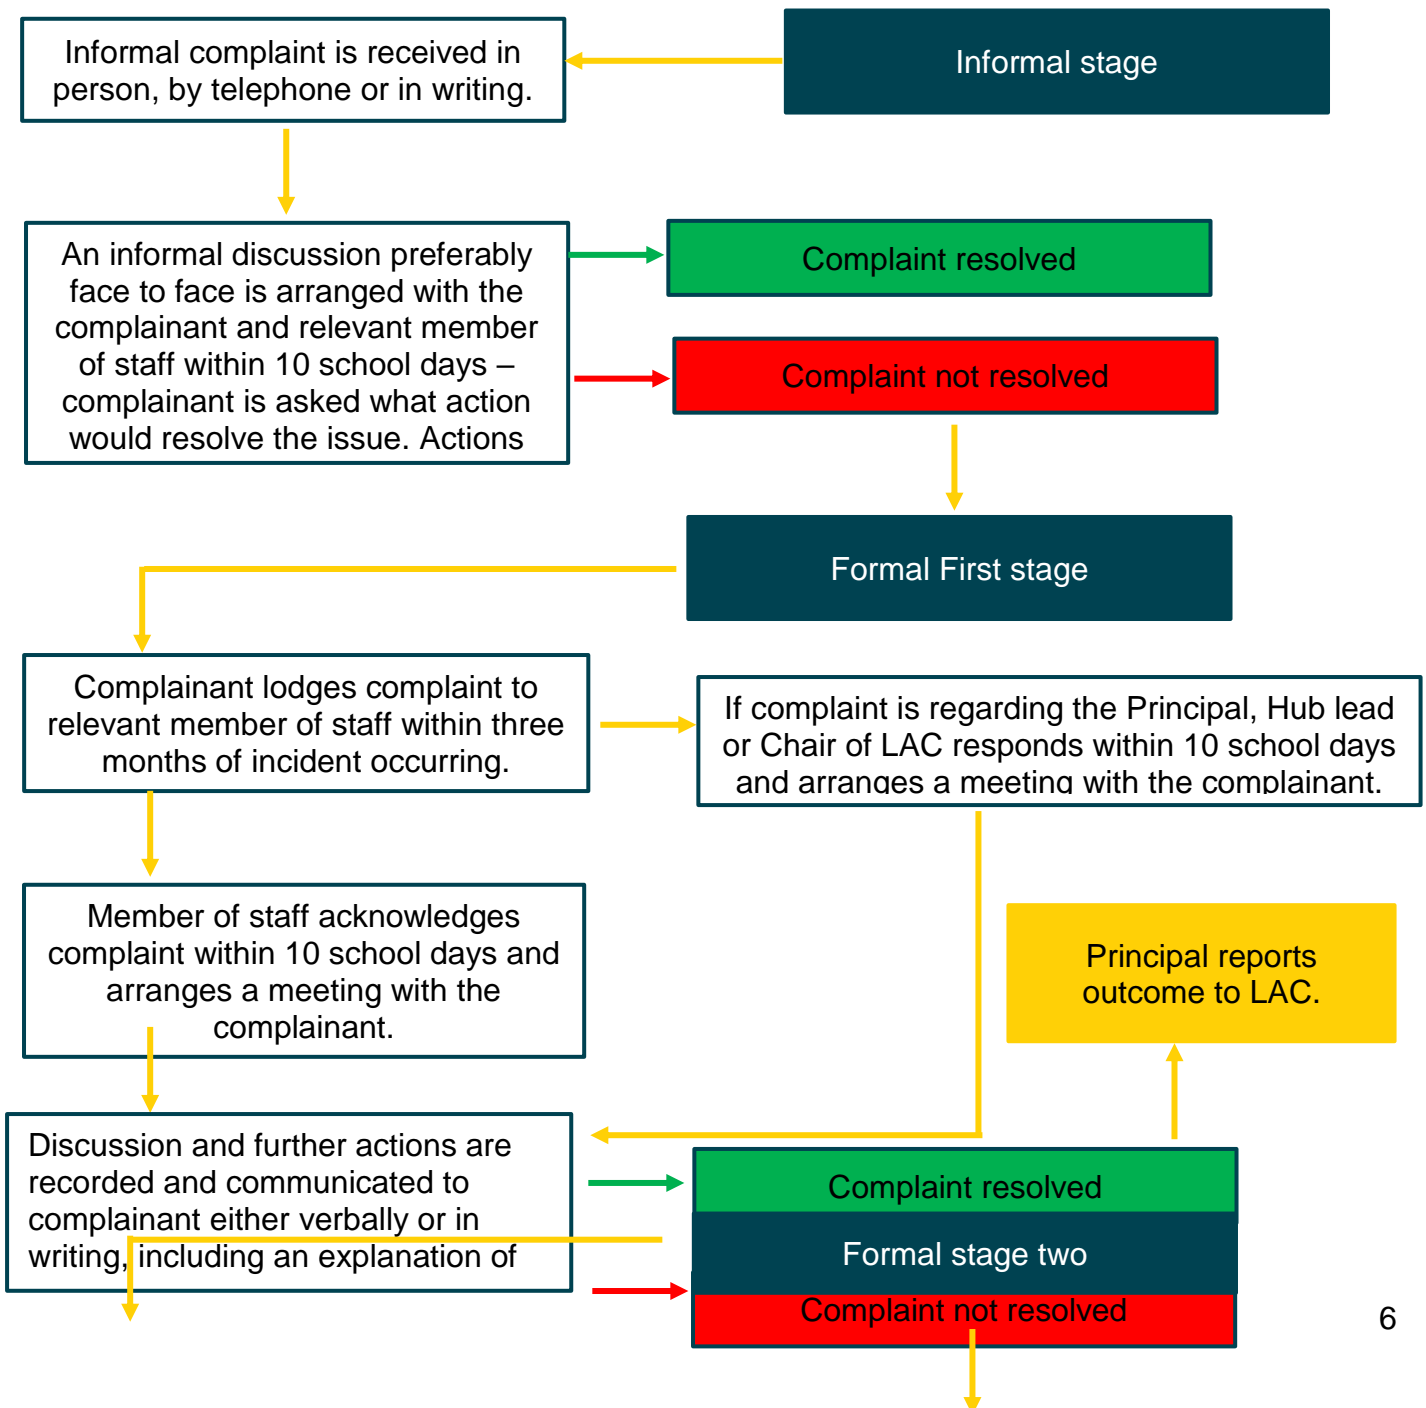 Informal complaint is received in
person, by telephone or in writing.
Informal stage
An informal discussion preferably
face to face is arranged with the
complainant and relevant member
of staff within 10 school days –
complainant is asked what action
would resolve the issue. Actions
Complaint resolved
Complaint not resolved
Formal First stage
Complainant lodges complaint to
relevant member of staff within three
months of incident occurring.
If complaint is regarding the Principal, Hub lead
or Chair of LAC responds within 10 school days
and arranges a meeting with the complainant.
Member of staff acknowledges
complaint within 10 school days and
arranges a meeting with the
complainant.
Principal reports
outcome to LAC.
Discussion and further actions are
recorded and communicated to
complainant either verbally or in
writing, including an explanation of
Complaint resolved
Formal stage two
Complaint not resolved
6